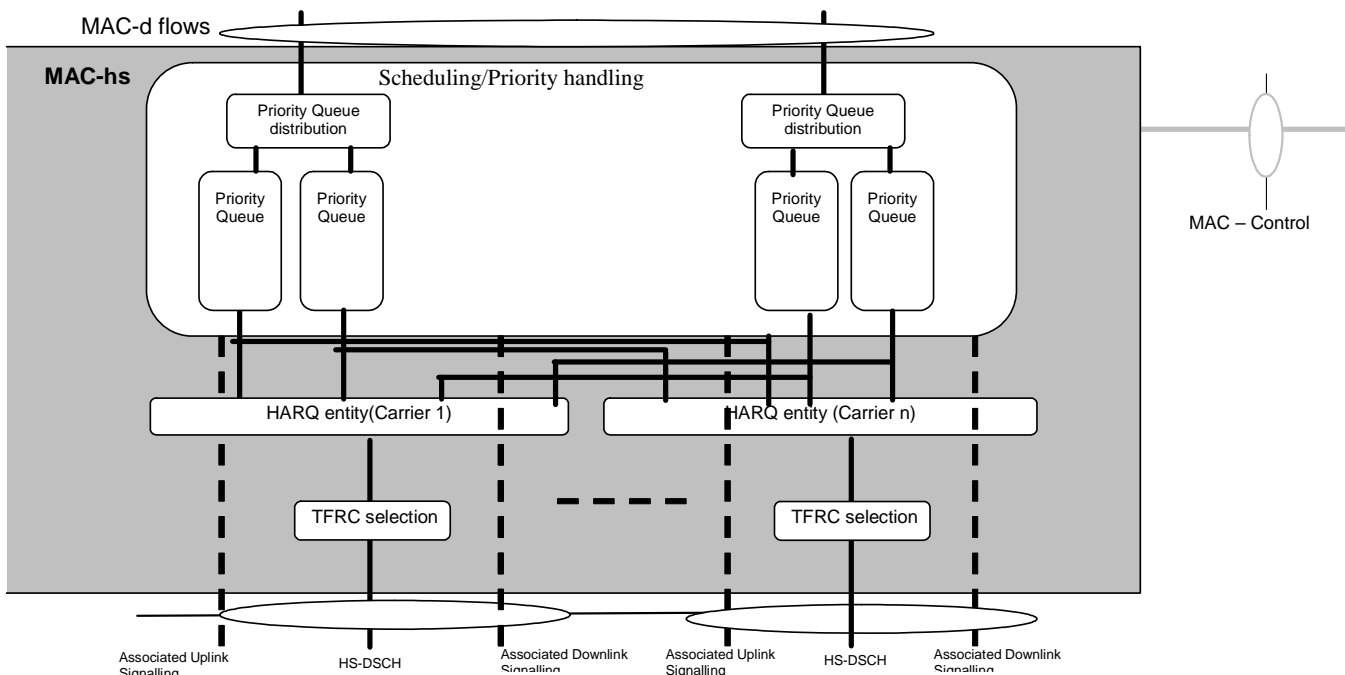 MAC-d flows
MAC-hs
Scheduling/Priority handling
Priority Queue
distribution
Priority Queue
distribution
Priority
Queue
Priority
Queue
Priority
Queue
Priority
Queue
MAC – Control
HARQ entity(Carrier 1)
HARQ entity (Carrier n)
TFRC selection
TFRC selection
Associated Uplink
Signalling
HS-DSCH
Associated Downlink
Signalling
Associated Uplink
Signalling
HS-DSCH
Associated Downlink
Signalling